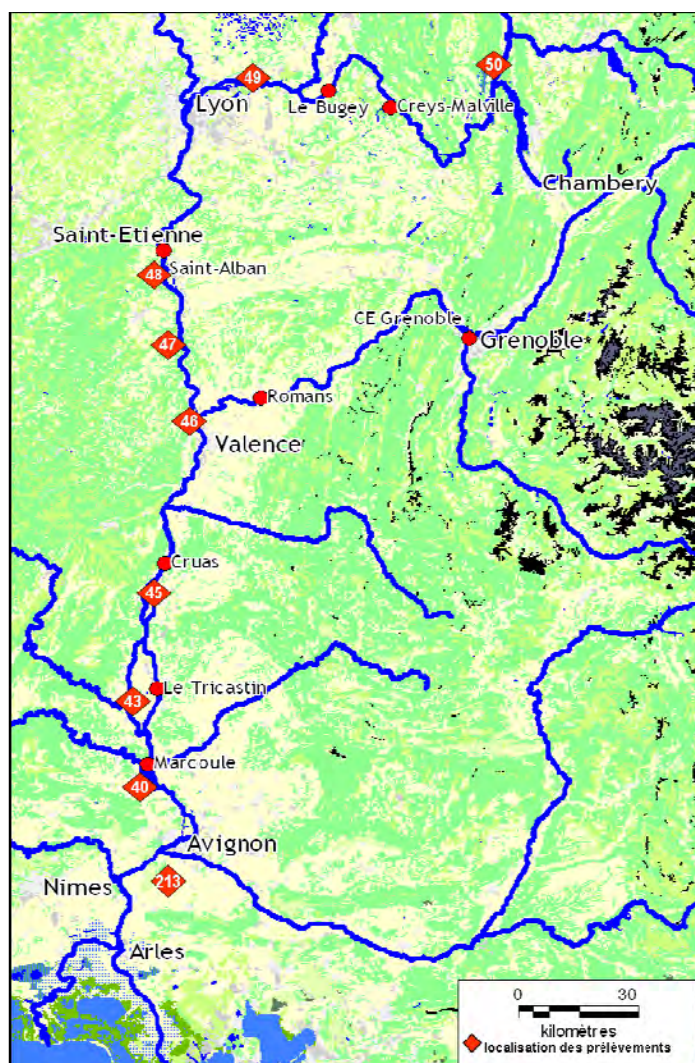 49
50
Lyon
Le Bugey
Creys-Malville
Chambery
Saint-Etienne
48
Saint-Alban
CE Grenoble
Grenoble
47
Romans
46
Valence
Cruas
45
Le Tricastin
43
Marcoule
40
Avignon
213
Nimes
Arles
0 30
kilomètres
localisation des prélèvements